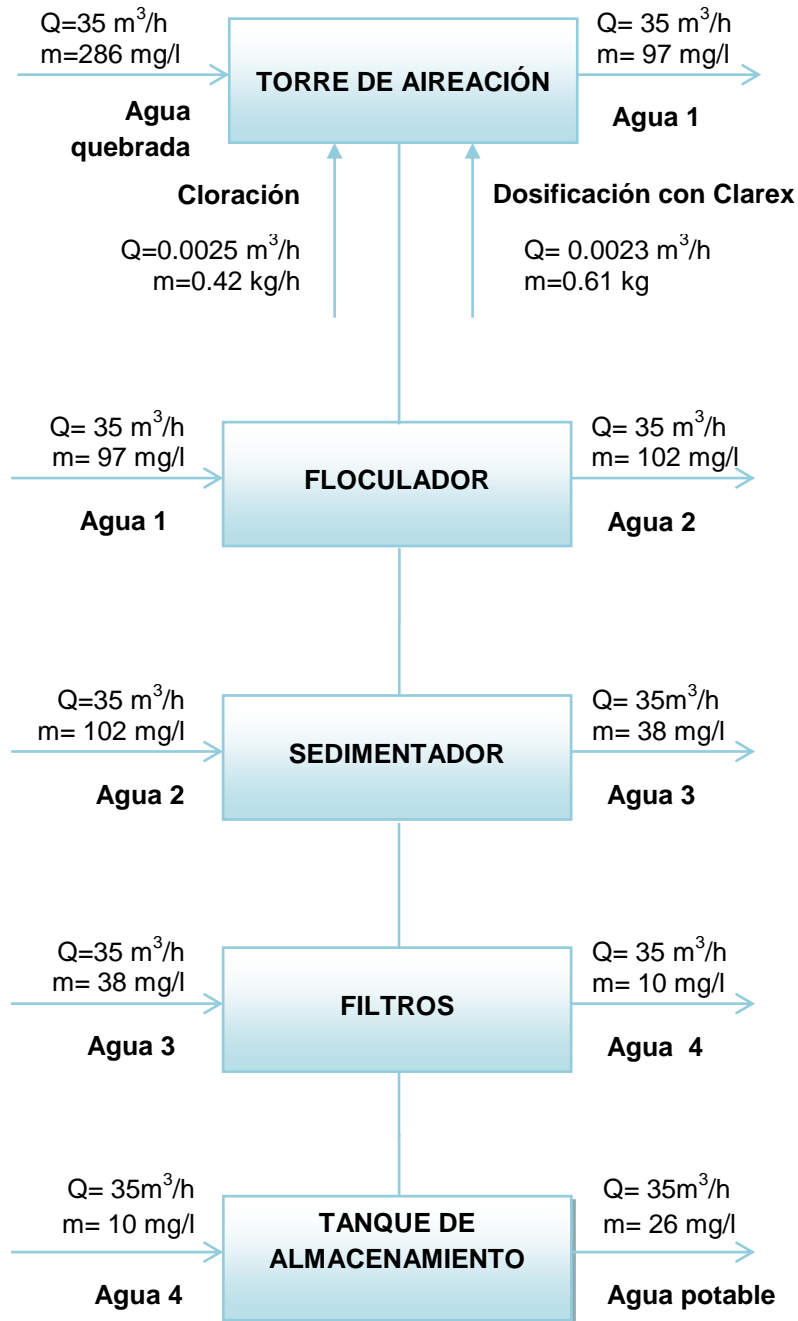 Q=35 m³/h
m=286 mg/l
Agua
quebrada
TORRE DE AIREACIÓN
Q= 35 m³/h
m= 97 mg/l
Agua 1
Cloración
Q=0.0025 m³/h
m=0.42 kg/h
Dosificación con Clarex
Q= 0.0023 m³/h
m=0.61 kg
Q= 35 m³/h
m= 97 mg/l
Agua 1
FLOCULADOR
Q= 35 m³/h
m= 102 mg/l
Agua 2
Q=35 m³/h
m= 102 mg/l
Agua 2
SEDIMENTADOR
Q= 35m³/h
m= 38 mg/l
Agua 3
Q=35 m³/h
m= 38 mg/l
Agua 3
FILTROS
Q= 35 m³/h
m= 10 mg/l
Agua 4
Q= 35m³/h
m= 10 mg/l
Agua 4
TANQUE DE
ALMACENAMIENTO
Q= 35m³/h
m= 26 mg/l
Agua potable